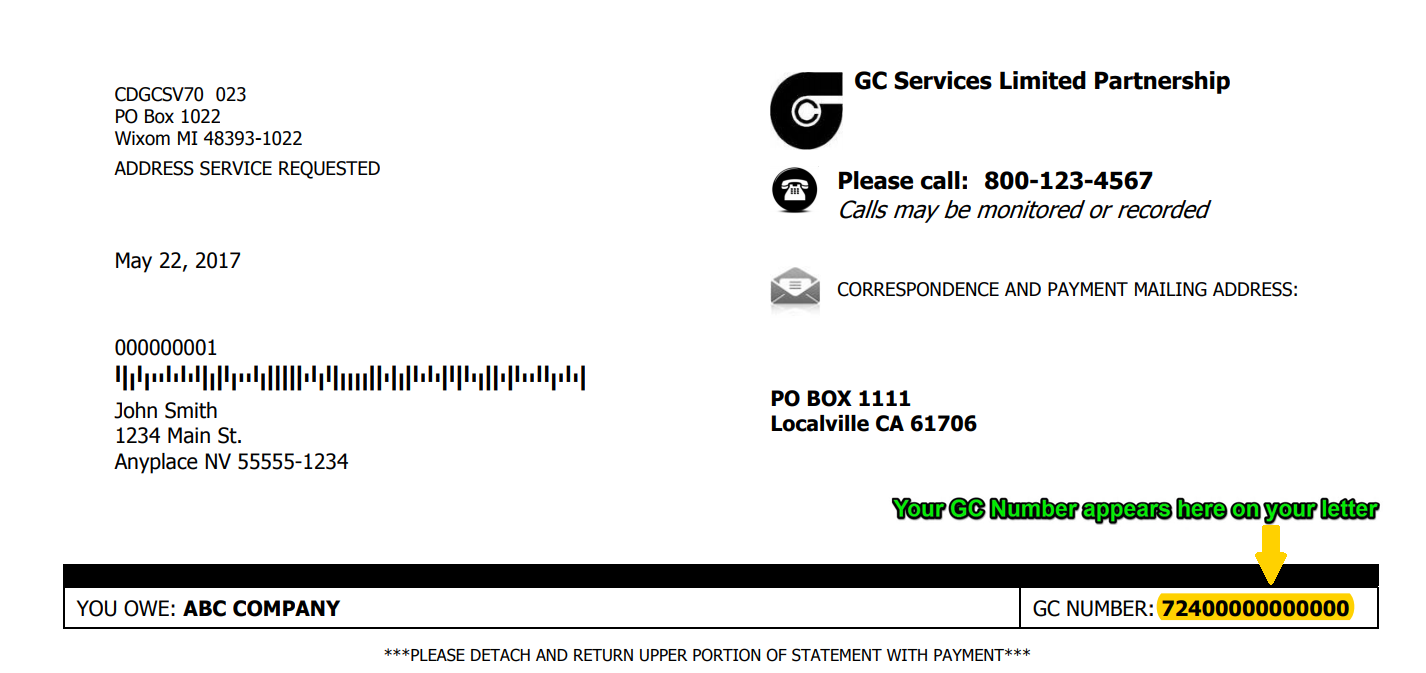 CDGCSV70 023
PO Box 1022
Wixom MI 48393-1022
ADDRESS SERVICE REQUESTED
May 22, 2017
000000001
John Smith
1234 Main St.
Anyplace NV 55555-1234
GC Services Limited Partnership
Please call: 800-123-4567
Calls may be monitored or recorded
CORRESPONDENCE AND PAYMENT MAILING ADDRESS:
PO BOX 1111
Localville CA 61706
Your GC Number appears here on your letter
YOU OWE: ABC COMPANY
GC NUMBER: 72400000000000
***PLEASE DETACH AND RETURN UPPER PORTION OF STATEMENT WITH PAYMENT***